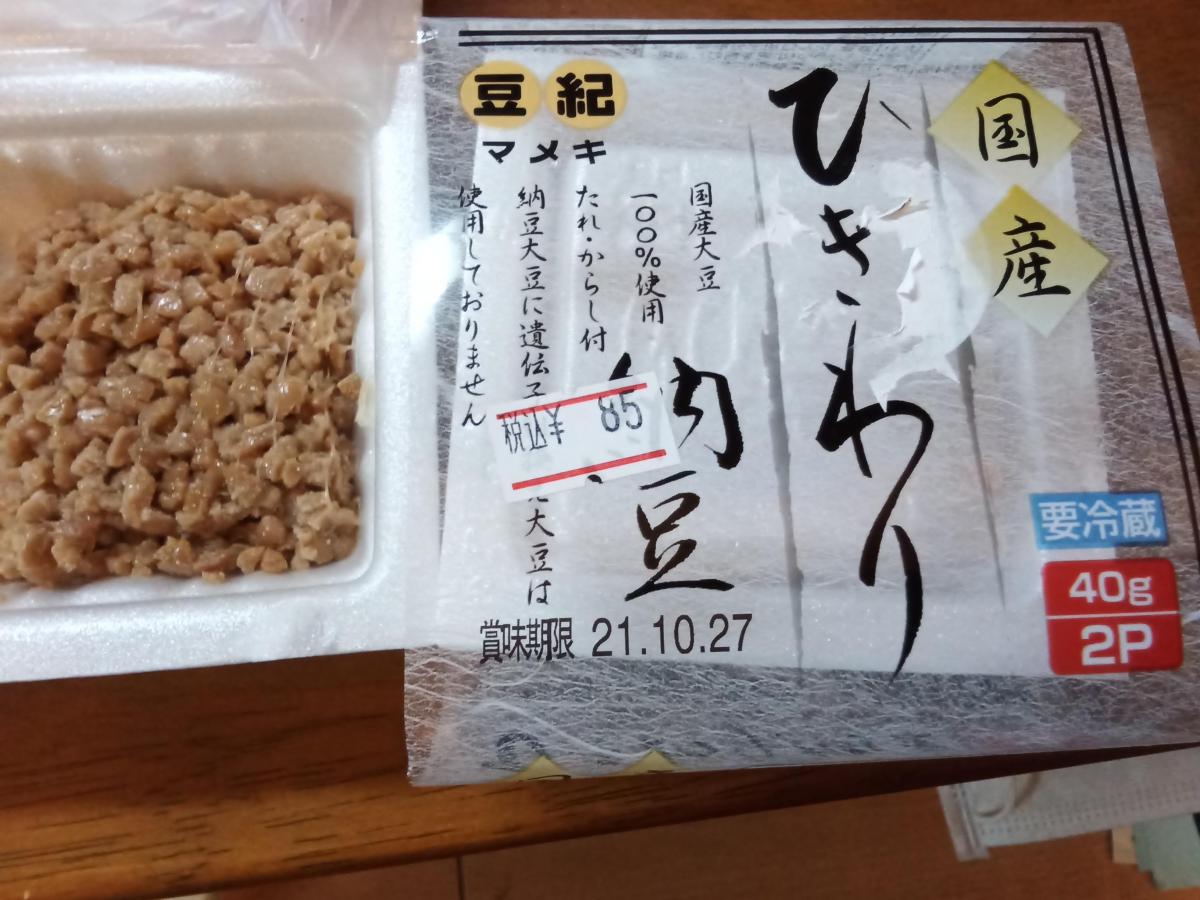 国産
ひきわり
納豆
豆紀
マメキ
国産大豆
一〇〇%使用
たれ・からし付
納豆大豆に遺伝子
大豆は
使用しておりません
税込¥ 85
賞味期限 21.10.27
要冷蔵
40g
2P